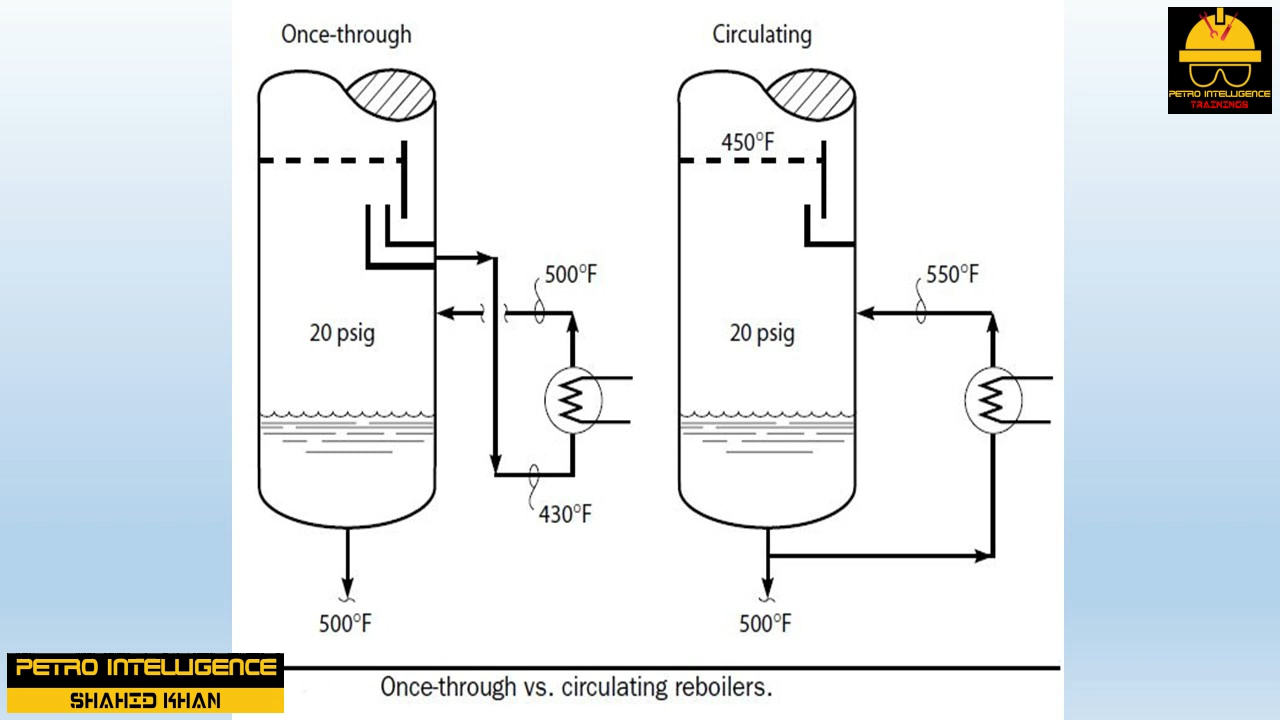 Once-through
Circulating
PETRO INTELLIGENCE
TRAININGS
450°F
500°F
550°F
20 psig
20 psig
430°F
500°F
500°F
PETRO INTELLIGENCE
SHAHID KHAN
Once-through vs. circulating reboilers.